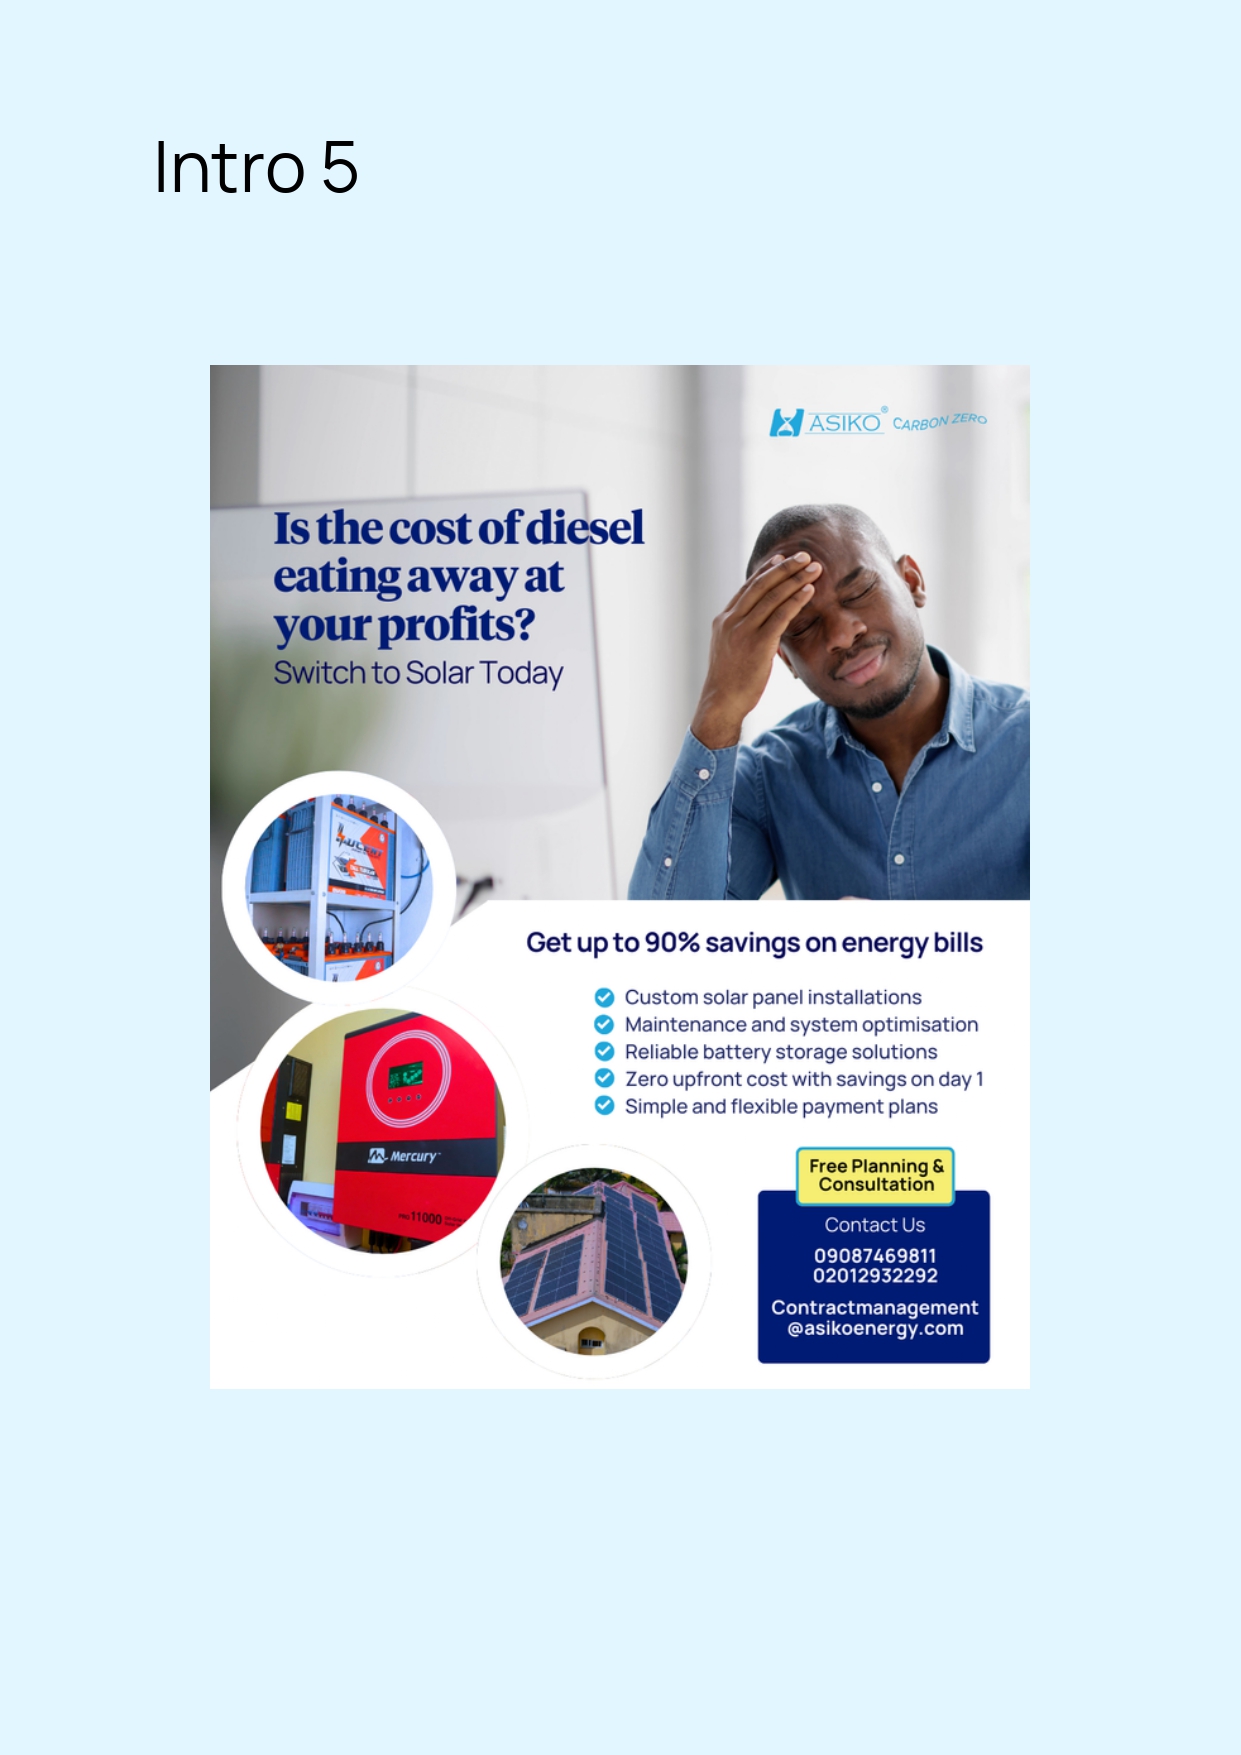 Intro 5
ASIKO® CARBON ZERO
Is the cost of diesel
eating away at
your profits?
Switch to Solar Today
Get up to 90% savings on energy bills
Custom solar panel installations
Maintenance and system optimisation
Reliable battery storage solutions
Zero upfront cost with savings on day 1
Simple and flexible payment plans
Mercury
PRO 11000
Free Planning &
Consultation
Contact Us
09087469811
02012932292
Contractmanagement
@asikoenergy.com